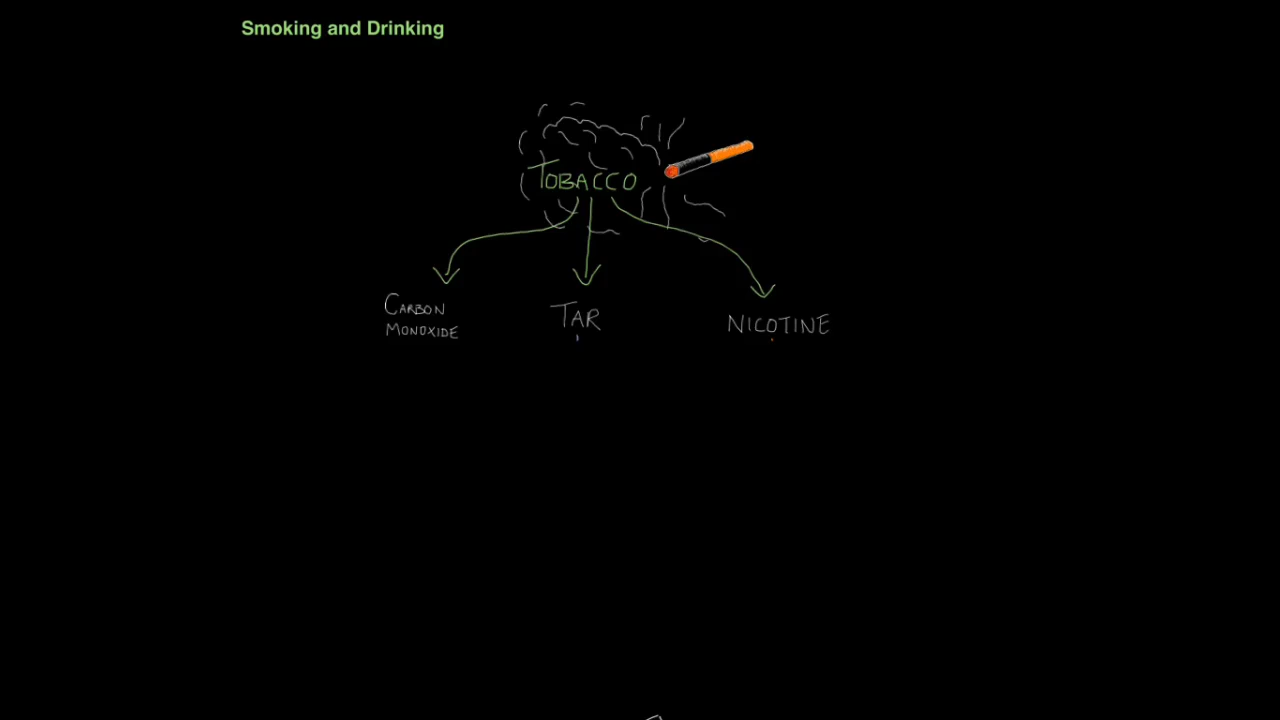 Smoking and Drinking
TOBACCO
CARBON
MONOXIDE
TAR
NICOTINE